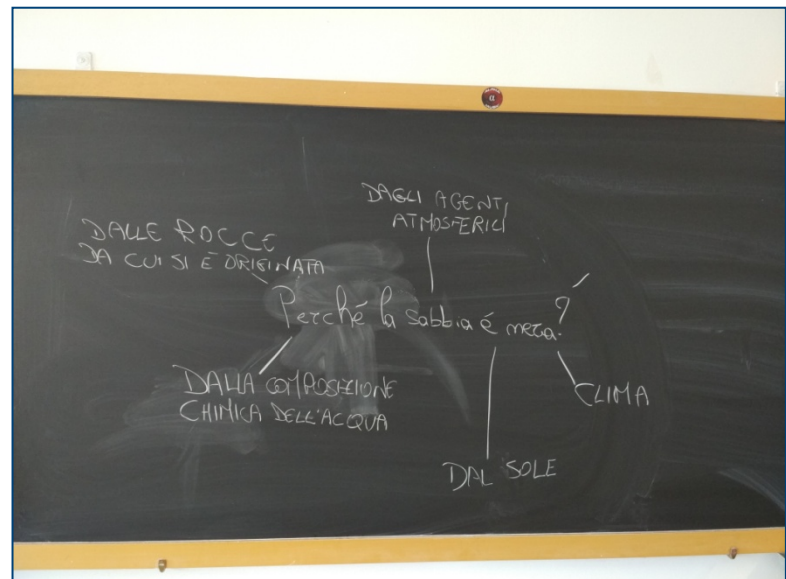 DAGLI AGENTI
ATMOSFERICI
DALLE ROCCE
DA CUI SI É ORIGINATA
Perché la sabbia é nera?
DALLA COMPOSIZIONE
CHIMICA DELL'ACQUA
CLIMA
DAL SOLE